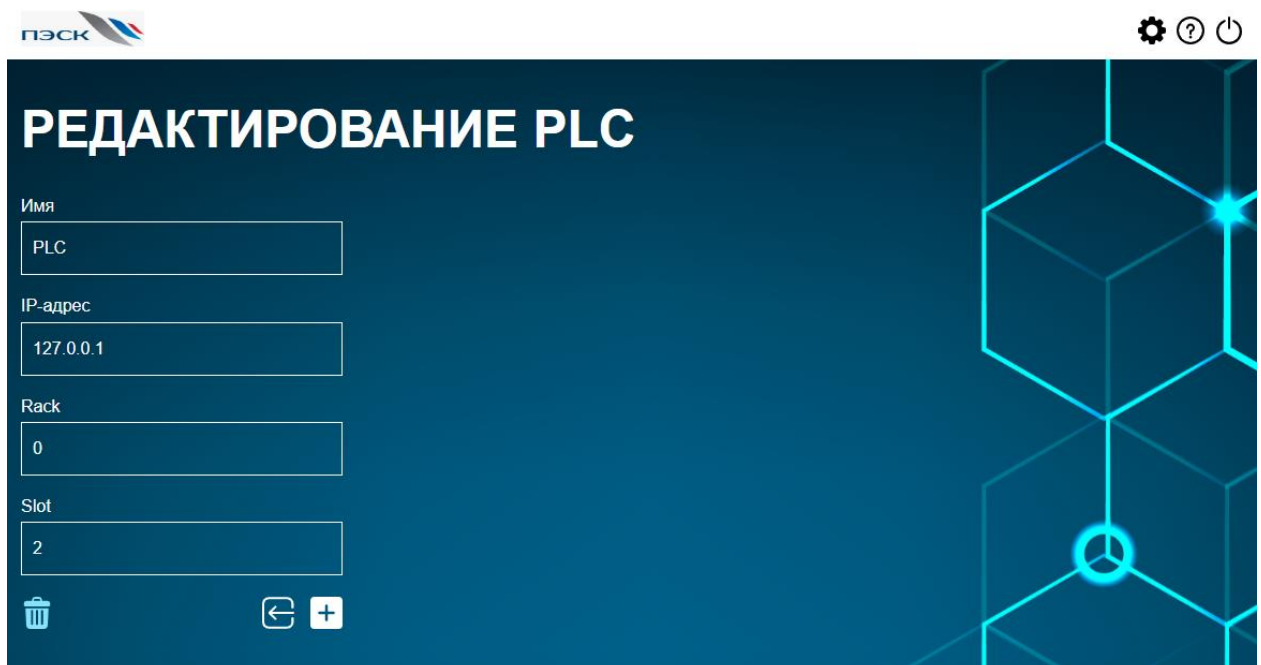 ПЭСК
РЕДАКТИРОВАНИЕ PLC
Имя
PLC
IP-адрес
127.0.0.1
Rack
0
Slot
2